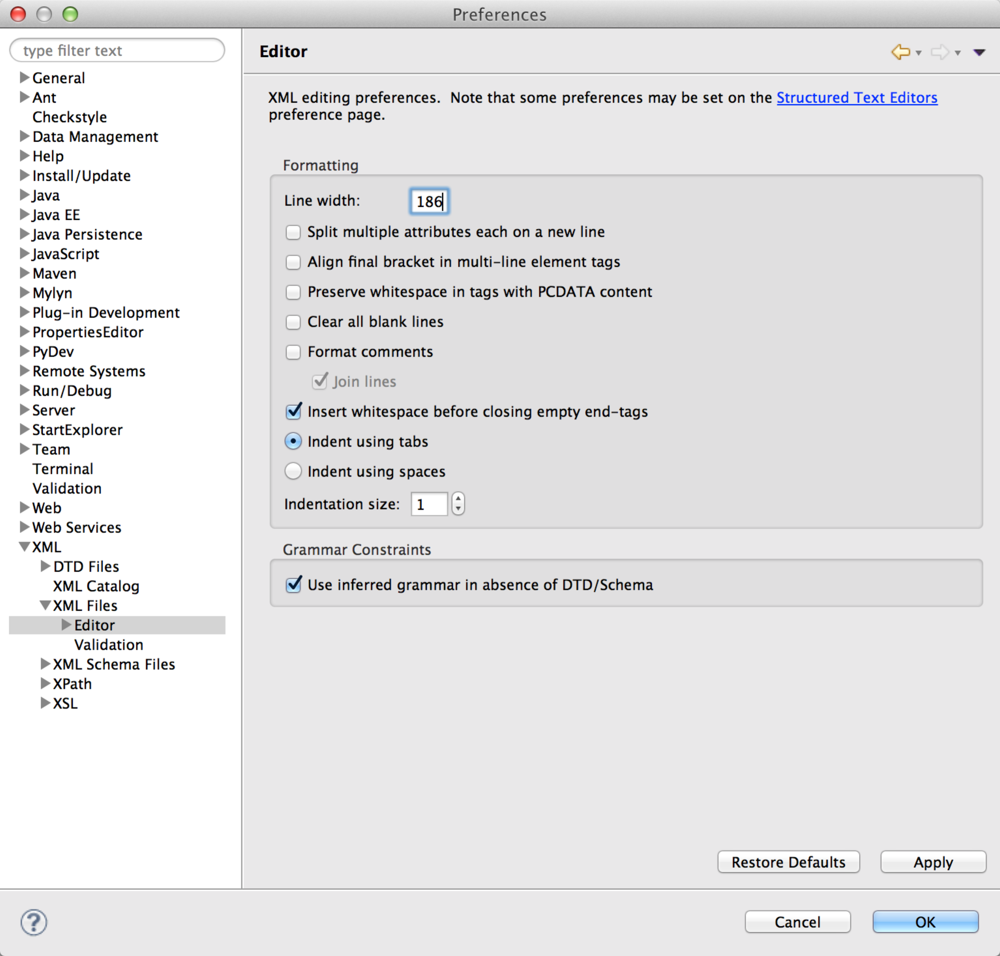 Preferences
type filter text
General
Ant
Checkstyle
Data Management
Help
Install/Update
Java
Java EE
Java Persistence
JavaScript
Maven
Mylyn
Plug-in Development
PropertiesEditor
PyDev
Remote Systems
Run/Debug
Server
StartExplorer
Team
Terminal
Validation
Web
Web Services
XML
DTD Files
XML Catalog
XML Files
Editor
Validation
XML Schema Files
XPath
XSL
Editor
XML editing preferences.  Note that some preferences may be set on the Structured Text Editors
preference page.
Formatting
Line width: 186
Split multiple attributes each on a new line
Align final bracket in multi-line element tags
Preserve whitespace in tags with PCDATA content
Clear all blank lines
Format comments
Join lines
Insert whitespace before closing empty end-tags
Indent using tabs
Indent using spaces
Indentation size: 1
Grammar Constraints
Use inferred grammar in absence of DTD/Schema
Restore Defaults Apply
? Cancel OK